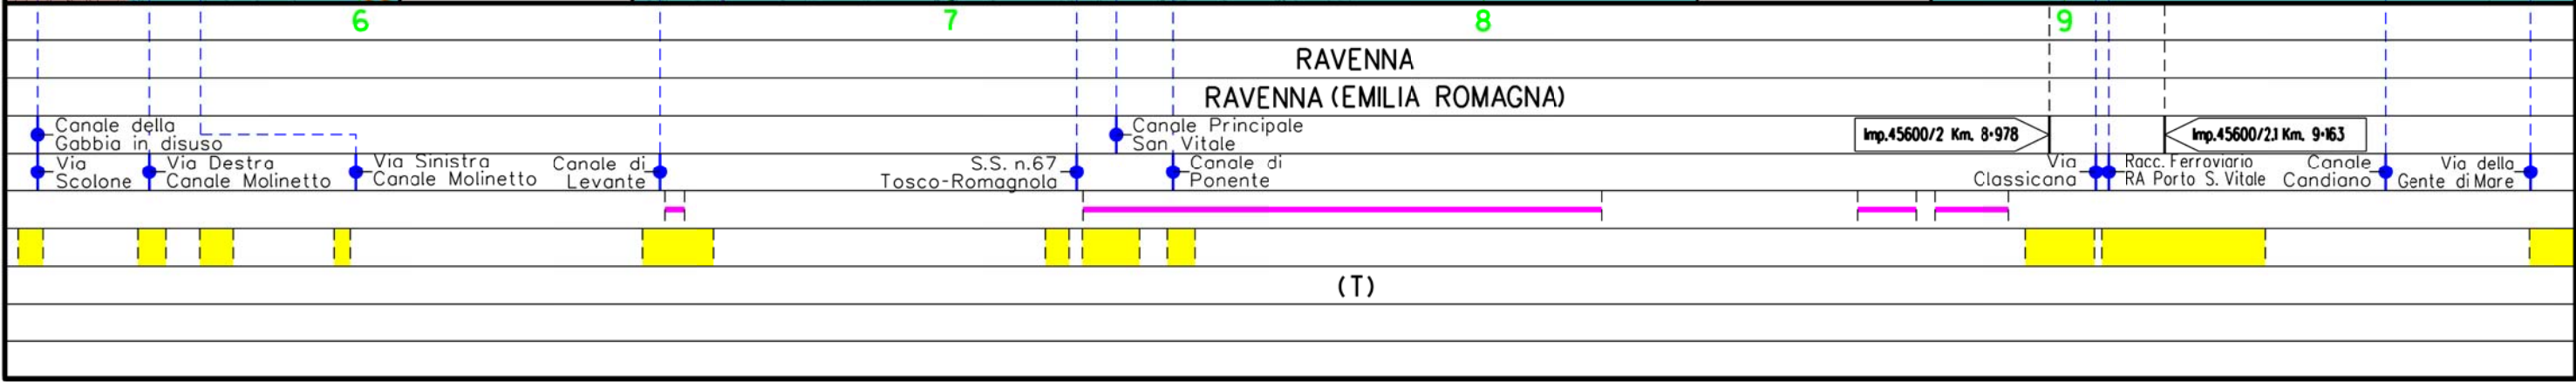 6 7 8 9
RAVENNA
RAVENNA (EMILIA ROMAGNA)
Canale della
Gabbia in disuso
Canale Principale
San Vitale
Imp.45600/2 Km. 8+978
Imp.45600/2.1 Km. 9+163
Via
Scolone
Via Destra
Canale Molinetto
Via Sinistra
Canale Molinetto
Canale di
Levante
S.S. n.67
Tosco-Romagnola
Canale di
Ponente
Via
Classicana
Racc. Ferroviario
RA Porto S. Vitale
Canale
Candiano
Via della
Gente di Mare
(T)